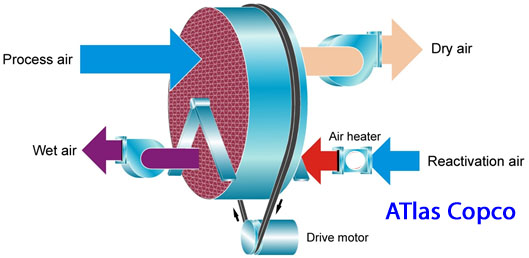 Process air
Dry air
Wet air
Air heater
Reactivation air
ATlas Copco
Drive motor